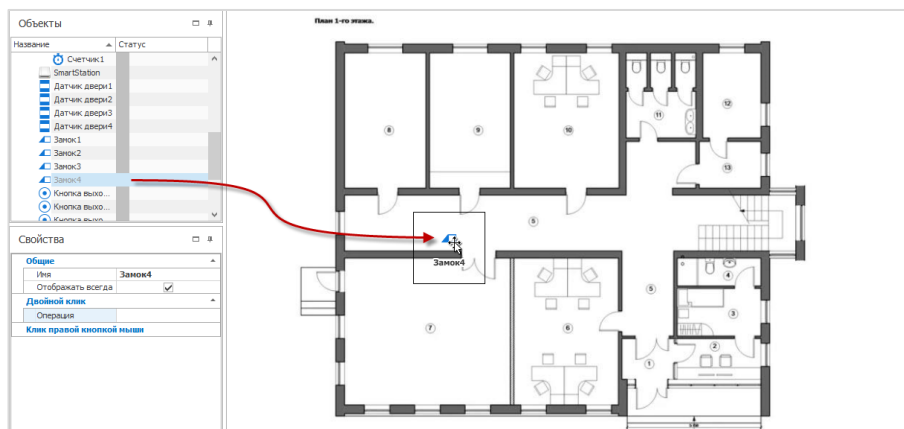 Объекты
Название Статус
Счетчик1
SmartStation
Датчик двери1
Датчик двери2
Датчик двери3
Датчик двери4
Замок1
Замок2
Замок3
Замок4
Кнопка выхо...
Кнопка выхо...
Кнопка выхо...
Свойства
Общие
Имя Замок4
Отображать всегда
Двойной клик
Операция
Клик правой кнопкой мыши
План 1-го этажа.
8
9
10
11
12
13
5
Замок4
4
5
3
7
6
2
1